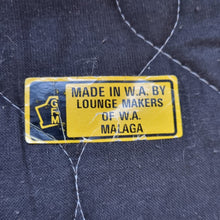 G
F M
MADE IN W.A. BY
LOUNGE MAKERS
OF W.A.
MALAGA